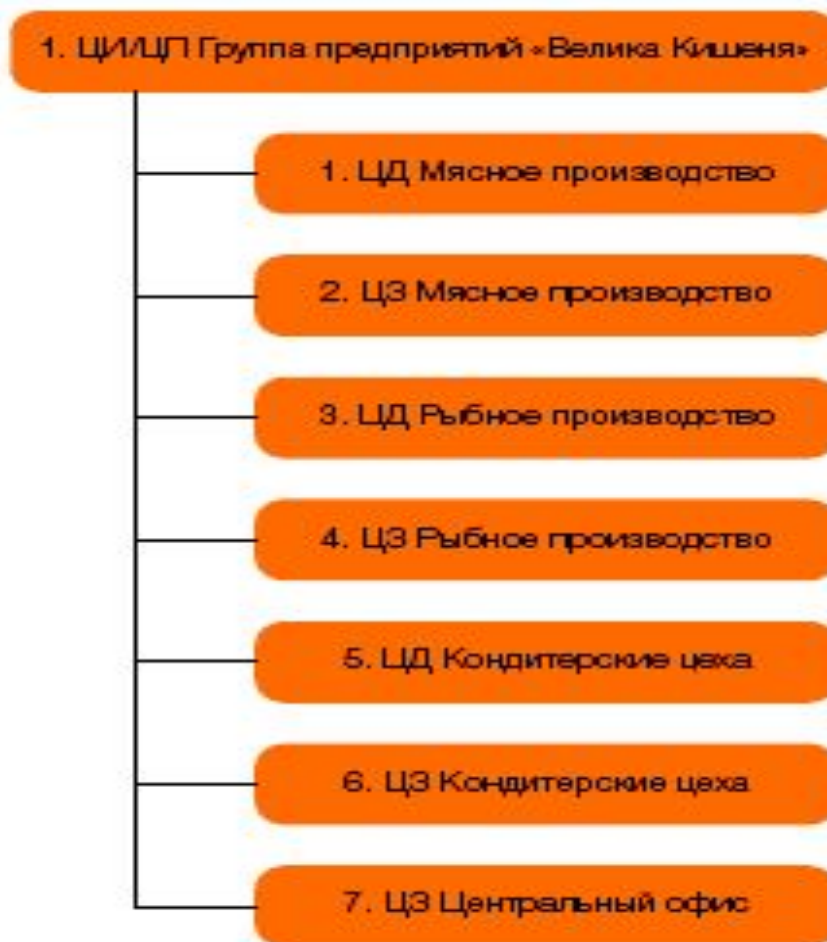 1. ЦИ/ЦП Группа предприятий «Велика Кишеня»
1. ЦД Мясное производство
2. ЦЗ Мясное производство
3. ЦД Рыбное производство
4. ЦЗ Рыбное производство
5. ЦД Кондитерские цеха
6. ЦЗ Кондитерские цеха
7. ЦЗ Центральный офис